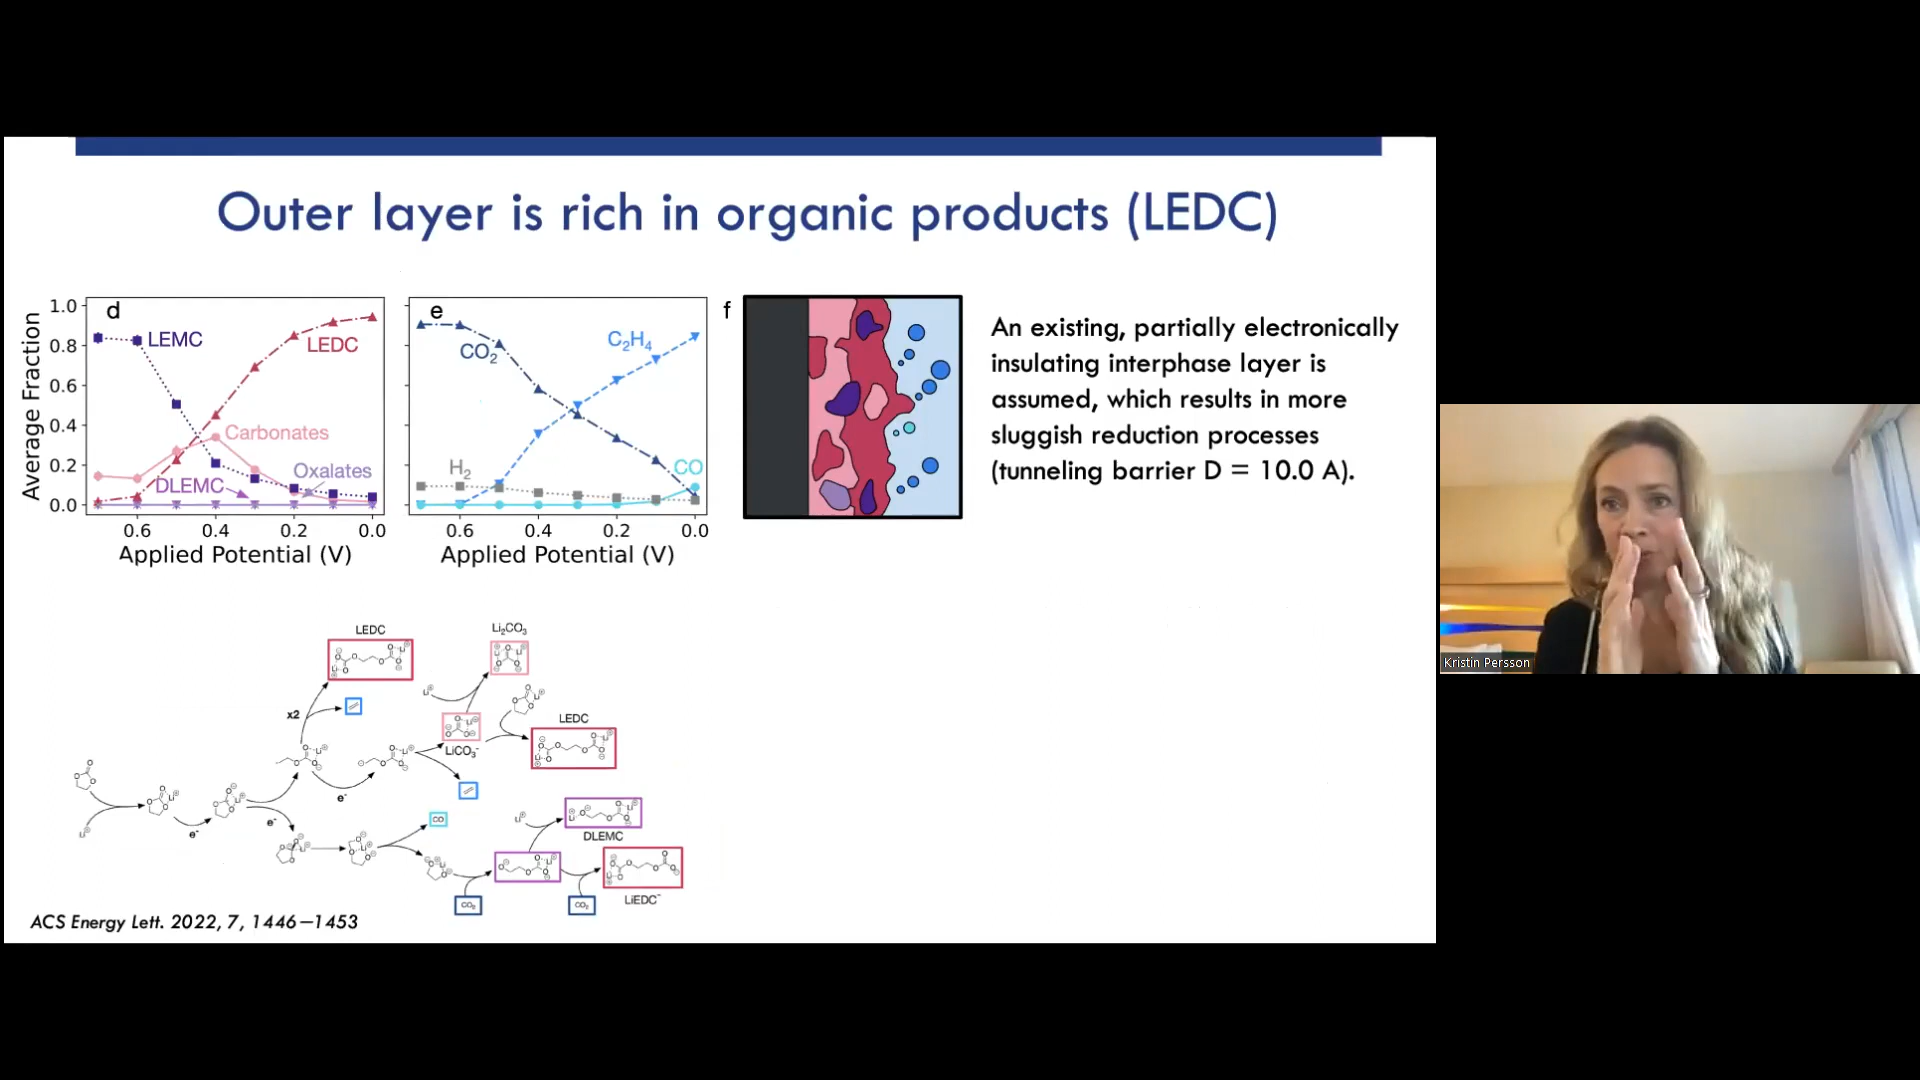 Outer layer is rich in organic products (LEDC)
d
LEMC
LEDC
Carbonates
Oxalates
DLEMC
Average Fraction
1.0
0.8
0.6
0.4
0.2
0.0
0.6 0.4 0.2 0.0
Applied Potential (V)
e
CO₂
C₂H₄
H₂
CO
0.6 0.4 0.2 0.0
Applied Potential (V)
f
An existing, partially electronically
insulating interphase layer is
assumed, which results in more
sluggish reduction processes
(tunneling barrier D = 10.0 A).
LEDC
Li₂CO₃
x2
LEDC
LiCO₃⁻
e⁻
e⁻
e⁻
CO
DLEMC
CO₂
CO₂
LiEDC⁻
ACS Energy Lett. 2022, 7, 1446−1453
Kristin Persson